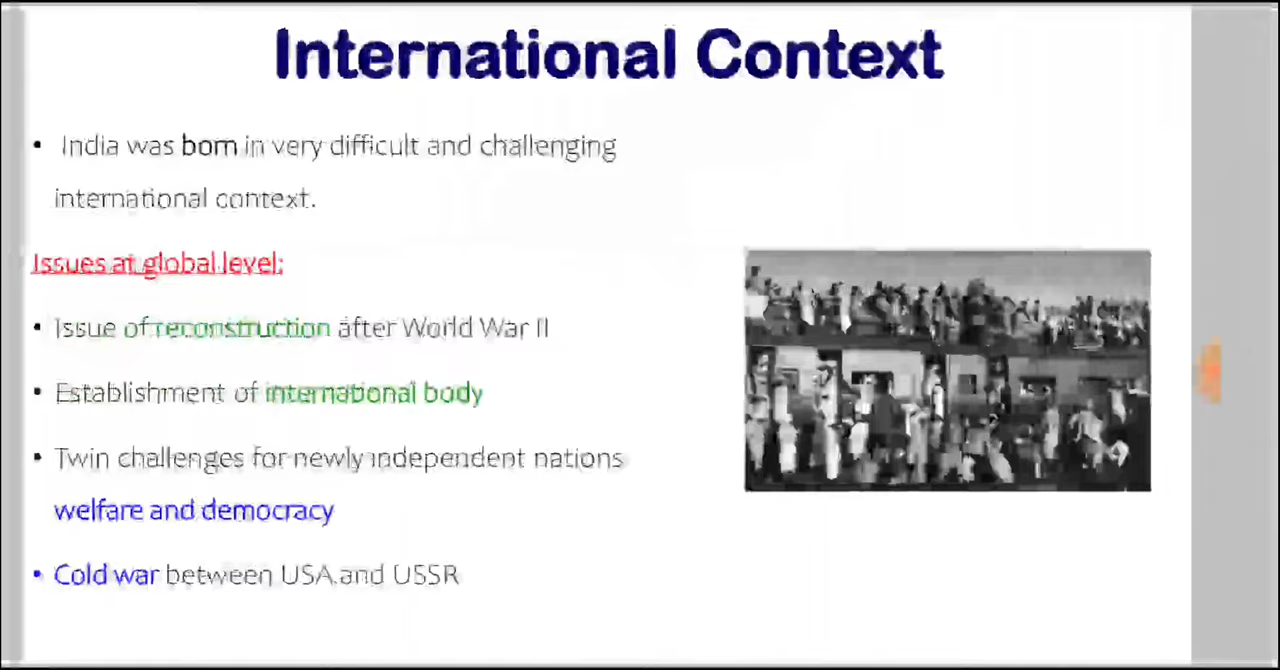 International Context
• India was born in very difficult and challenging
international context.
Issues at global level:
• Issue of reconstruction after World War II
• Establishment of international body
• Twin challenges for newly independent nations
welfare and democracy
• Cold war between USA and USSR